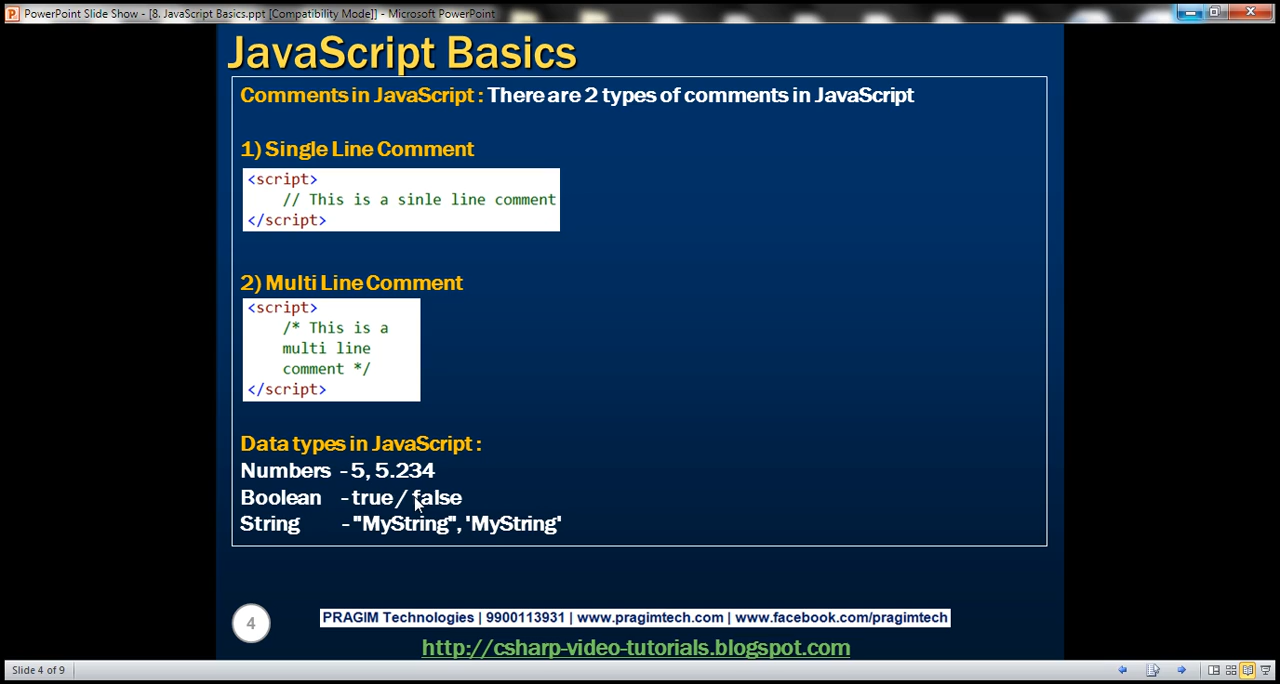 PowerPoint Slide Show - [8. JavaScript Basics.ppt [Compatibility Mode]] - Microsoft PowerPoint
JavaScript Basics
Comments in JavaScript : There are 2 types of comments in JavaScript
1) Single Line Comment
<script>
// This is a sinle line comment
</script>
2) Multi Line Comment
<script>
/* This is a
multi line
comment */
</script>
Data types in JavaScript :
Numbers - 5, 5.234
Boolean - true / false
String - "MyString", 'MyString'
4
PRAGIM Technologies | 9900113931 | www.pragimtech.com | www.facebook.com/pragimtech
http://csharp-video-tutorials.blogspot.com
Slide 4 of 9